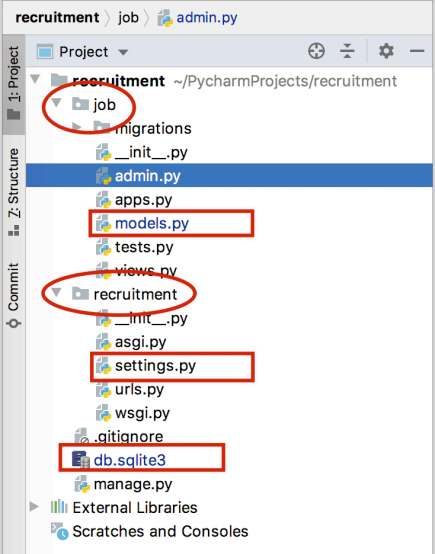 recruitment › job › admin.py
1: Project
Project
recruitment ~/PycharmProjects/recruitment
job
migrations
__init__.py
admin.py
apps.py
models.py
tests.py
views.py
recruitment
__init__.py
asgi.py
settings.py
urls.py
wsgi.py
.gitignore
db.sqlite3
manage.py
External Libraries
Scratches and Consoles
Z: Structure
Commit